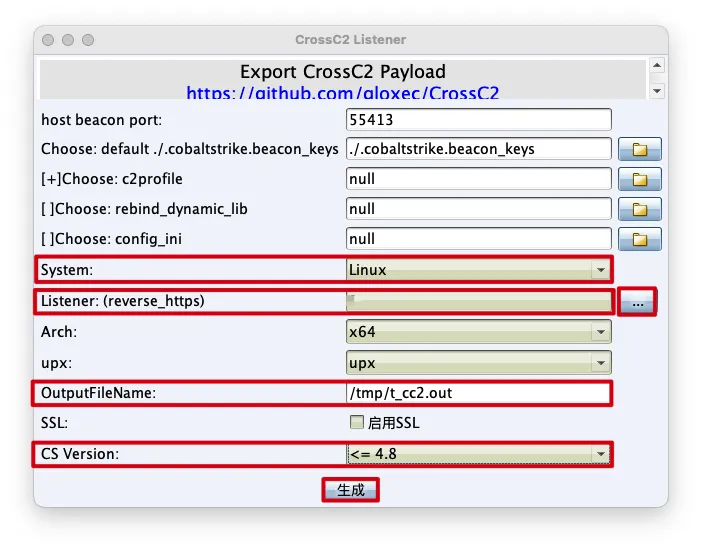 CrossC2 Listener
Export CrossC2 Payload
https://github.com/gloxec/CrossC2
host beacon port: 55413
Choose: default ./.cobaltstrike.beacon_keys ./.cobaltstrike.beacon_keys
[+]Choose: c2profile null
[ ]Choose: rebind_dynamic_lib null
[ ]Choose: config_ini null
System: Linux
Listener: (reverse_https) ...
Arch: x64
upx: upx
OutputFileName: /tmp/t_cc2.out
SSL: 启用SSL
CS Version: <= 4.8
生成